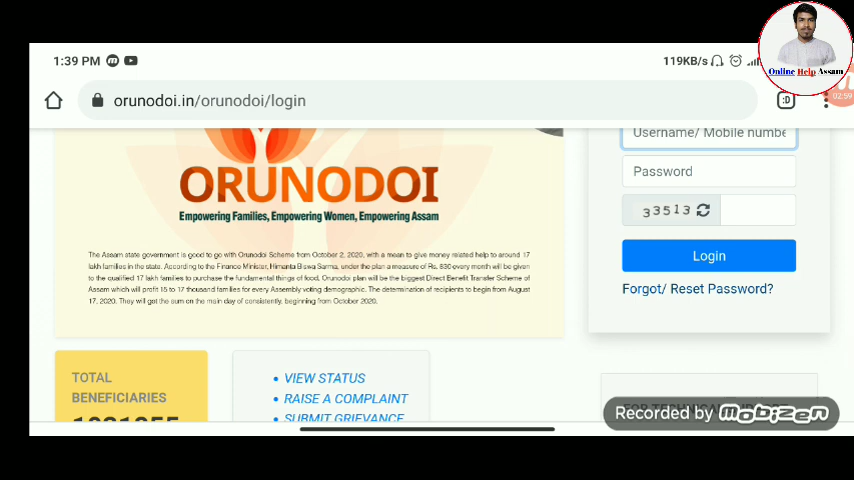 1:39 PM
119KB/s
Online Help Assam
02:59
orunodoi.in/orunodoi/login
:D
ORUNODOI
Empowering Families, Empowering Women, Empowering Assam
The Assam state government is good to go with Orunodoi Scheme from October 2, 2020, with a mean to give money related help to around 17
lakh families in the state. According to the Finance Minister, Himanta Biswa Sarma, under the plan a measure of Rs. 830 every month will be given
to the qualified 17 lakh families to purchase the fundamental things of food. Orunodoi plan will be the biggest Direct Benefit Transfer Scheme of
Assam which will profit 15 to 17 thousand families for every Assembly voting demographic. The determination of recipients to begin from August
17, 2020. They will get the sum on the main day of consistently, beginning from October 2020.
Username/ Mobile numbe
Password
33513
Login
Forgot/ Reset Password?
TOTAL
BENEFICIARIES
VIEW STATUS
RAISE A COMPLAINT
SUBMIT GRIEVANCE
Recorded by MOBIZEN